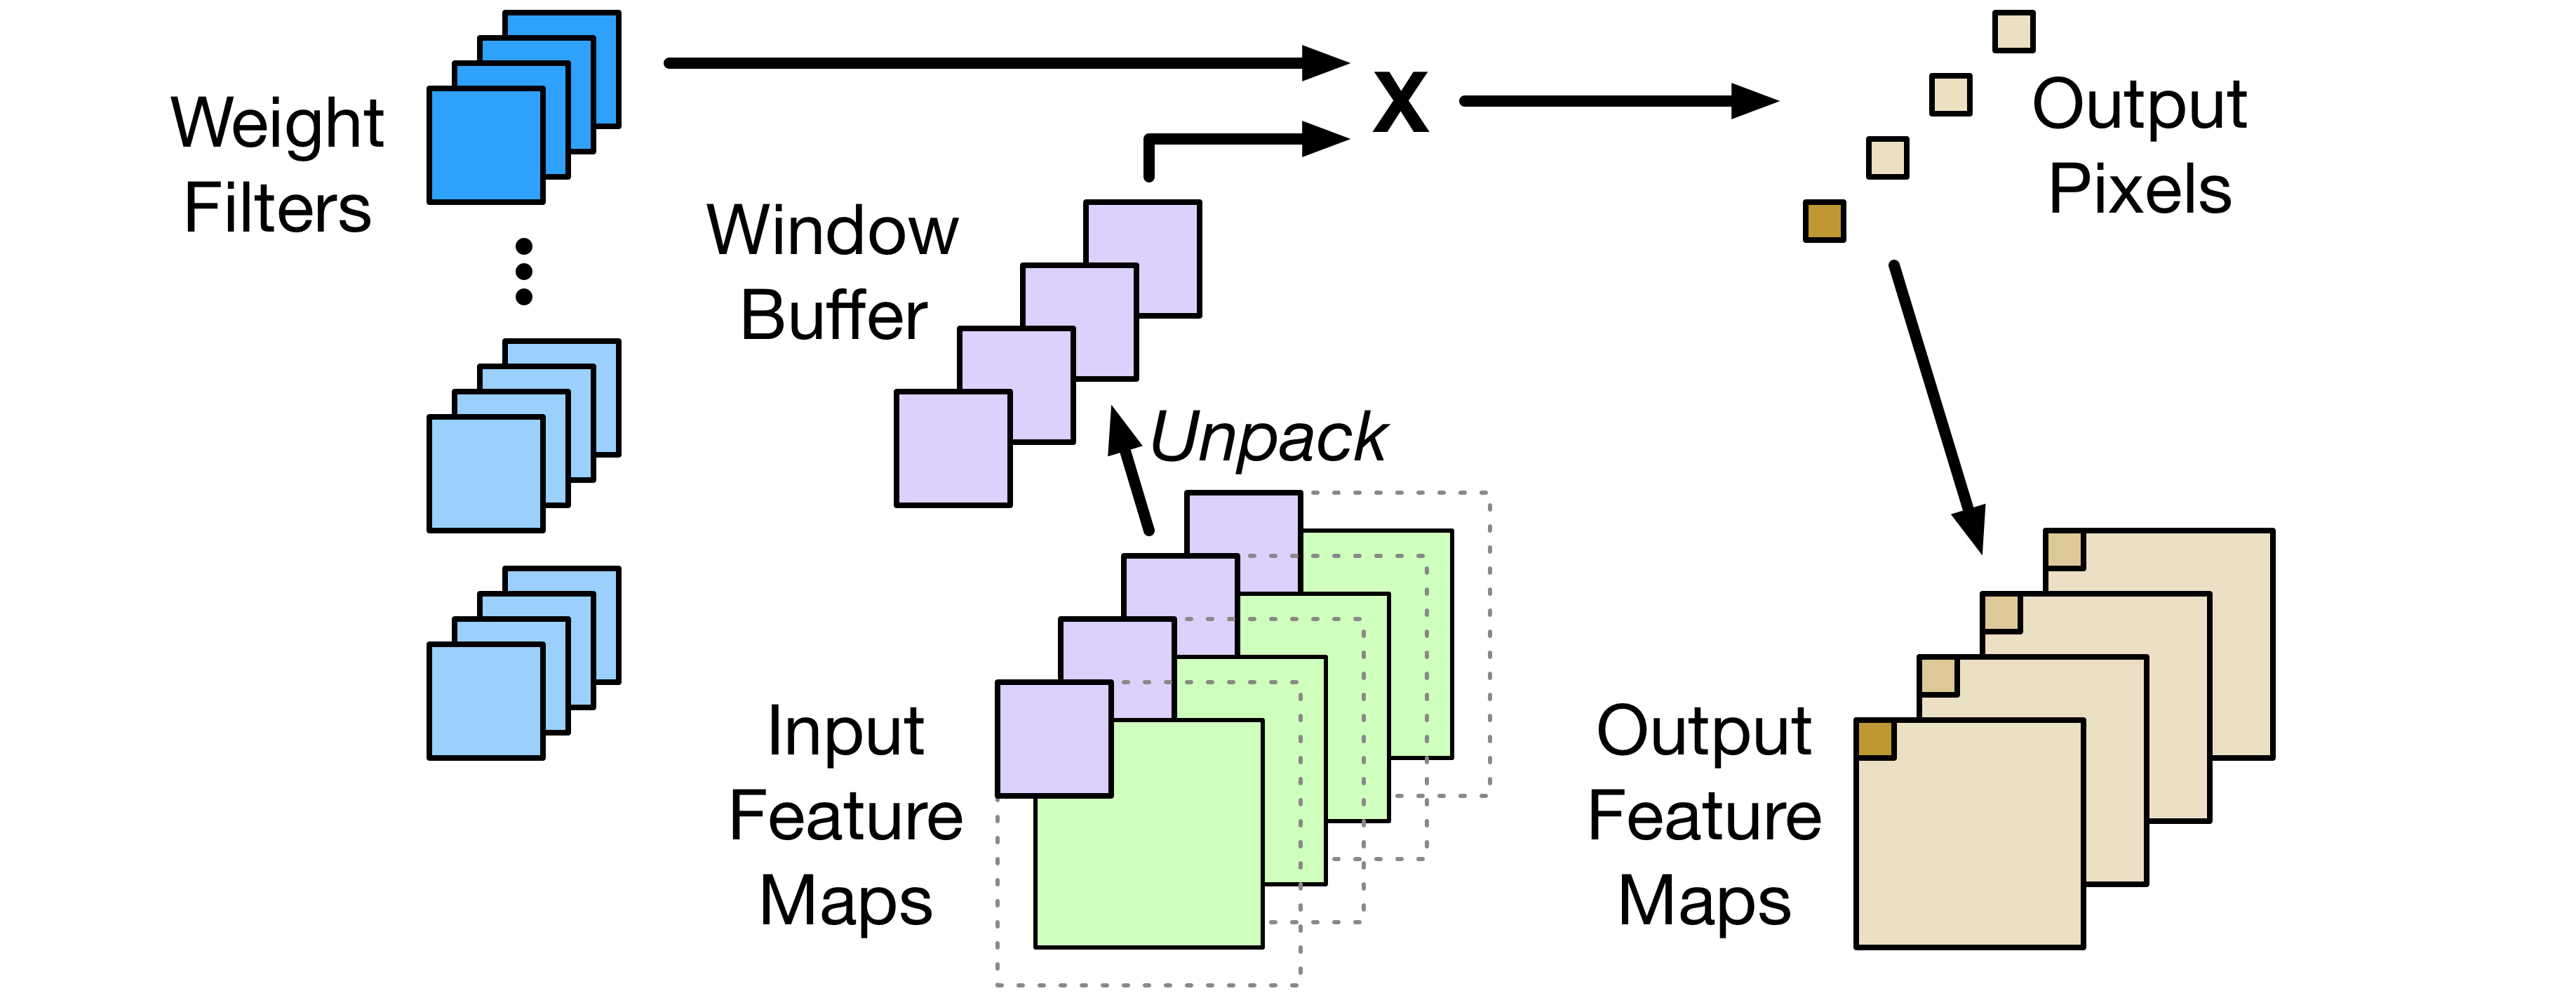 Weight
Filters
Window
Buffer
X
Output
Pixels
Unpack
Input
Feature
Maps
Output
Feature
Maps